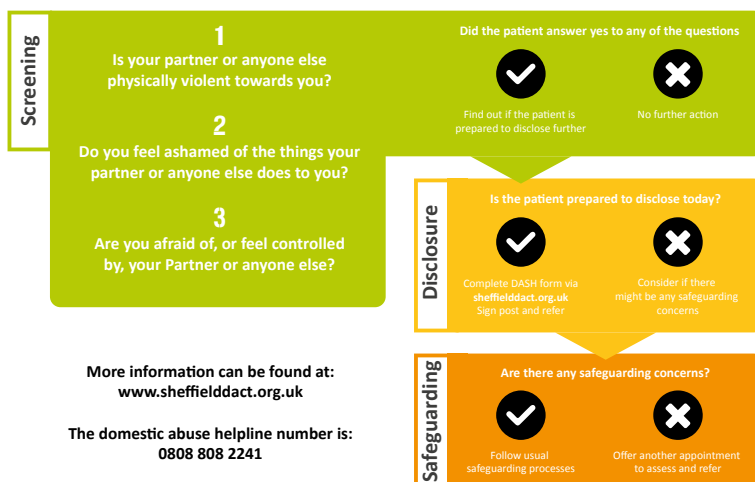 Screening
1
Is your partner or anyone else
physically violent towards you?
2
Do you feel ashamed of the things your
partner or anyone else does to you?
3
Are you afraid of, or feel controlled
by, your Partner or anyone else?
Did the patient answer yes to any of the questions
Find out if the patient is
prepared to disclose further
No further action
Disclosure
Is the patient prepared to disclose today?
Complete DASH form via
sheffielddact.org.uk
Sign post and refer
Consider if there
might be any safeguarding
concerns
Safeguarding
Are there any safeguarding concerns?
Follow usual
safeguarding processes
Offer another appointment
to assess and refer
More information can be found at:
www.sheffielddact.org.uk
The domestic abuse helpline number is:
0808 808 2241